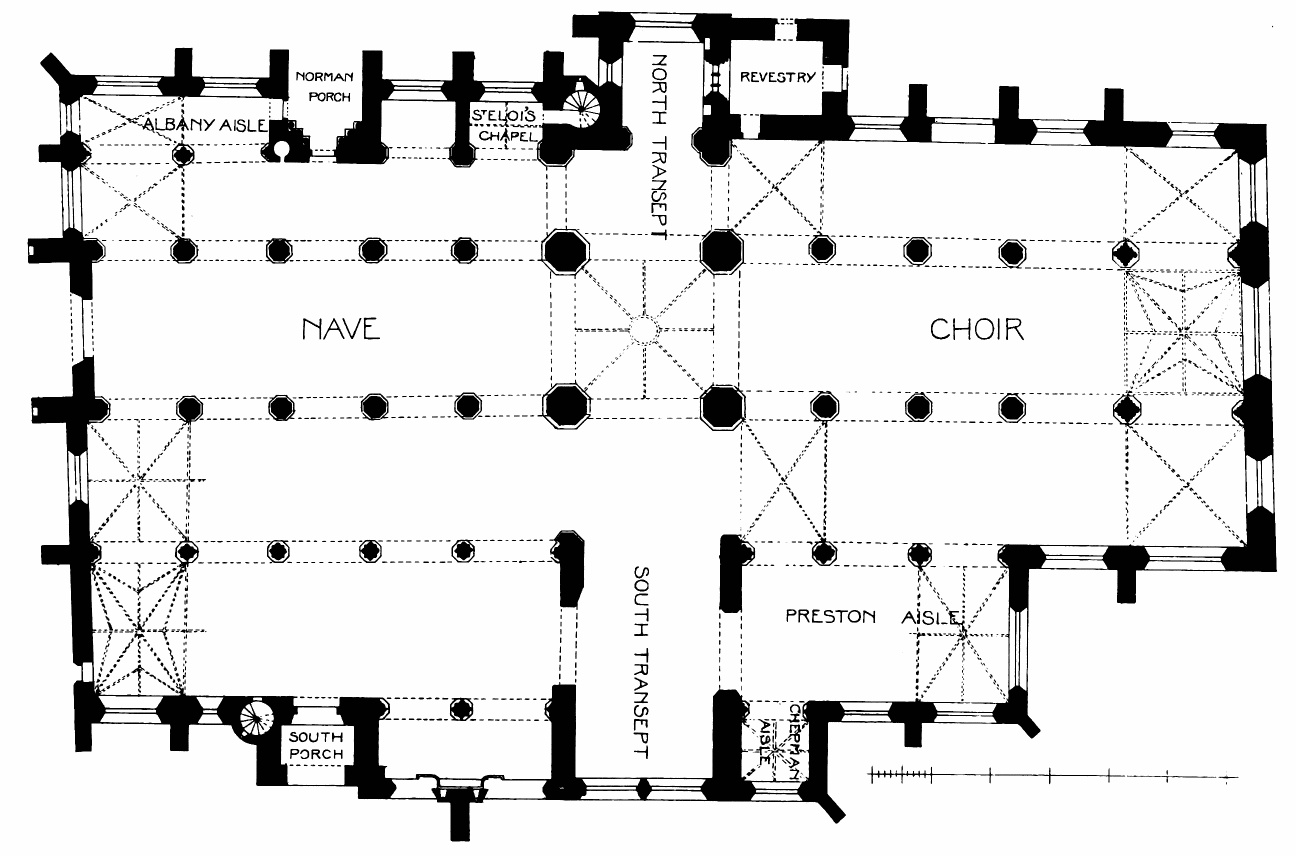 NORMAN
PORCH
NORTH TRANSEPT
REVESTRY
ALBANY AISLE
ST ELOI'S
CHAPEL
NAVE
CHOIR
SOUTH TRANSEPT
PRESTON AISLE
CHEPMAN
AISLE
SOUTH
PORCH